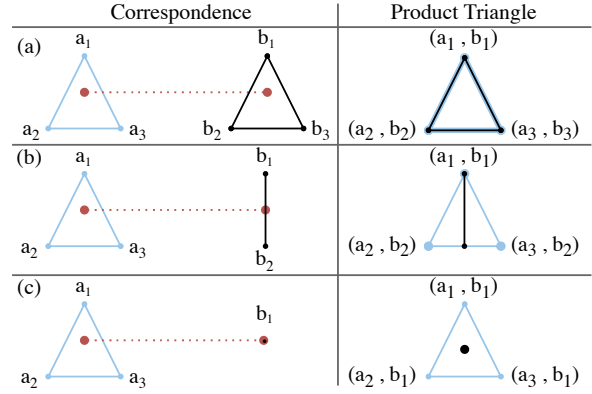 Correspondence Product Triangle
(a) a₁ b₁ (a₁ , b₁)
a₂ a₃ b₂ b₃ (a₂ , b₂) (a₃ , b₃)
(b) a₁ b₁ (a₁ , b₁)
a₂ a₃ b₂ (a₂ , b₂) (a₃ , b₂)
(c) a₁ b₁ (a₁ , b₁)
a₂ a₃ (a₂ , b₁) (a₃ , b₁)